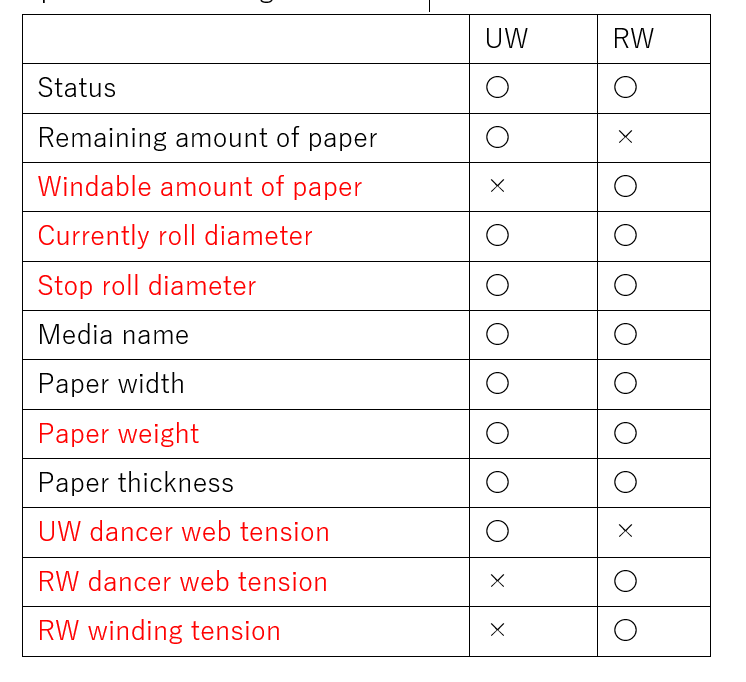 UW RW
Status ○ ○
Remaining amount of paper ○ ×
Windable amount of paper × ○
Currently roll diameter ○ ○
Stop roll diameter ○ ○
Media name ○ ○
Paper width ○ ○
Paper weight ○ ○
Paper thickness ○ ○
UW dancer web tension ○ ×
RW dancer web tension × ○
RW winding tension × ○